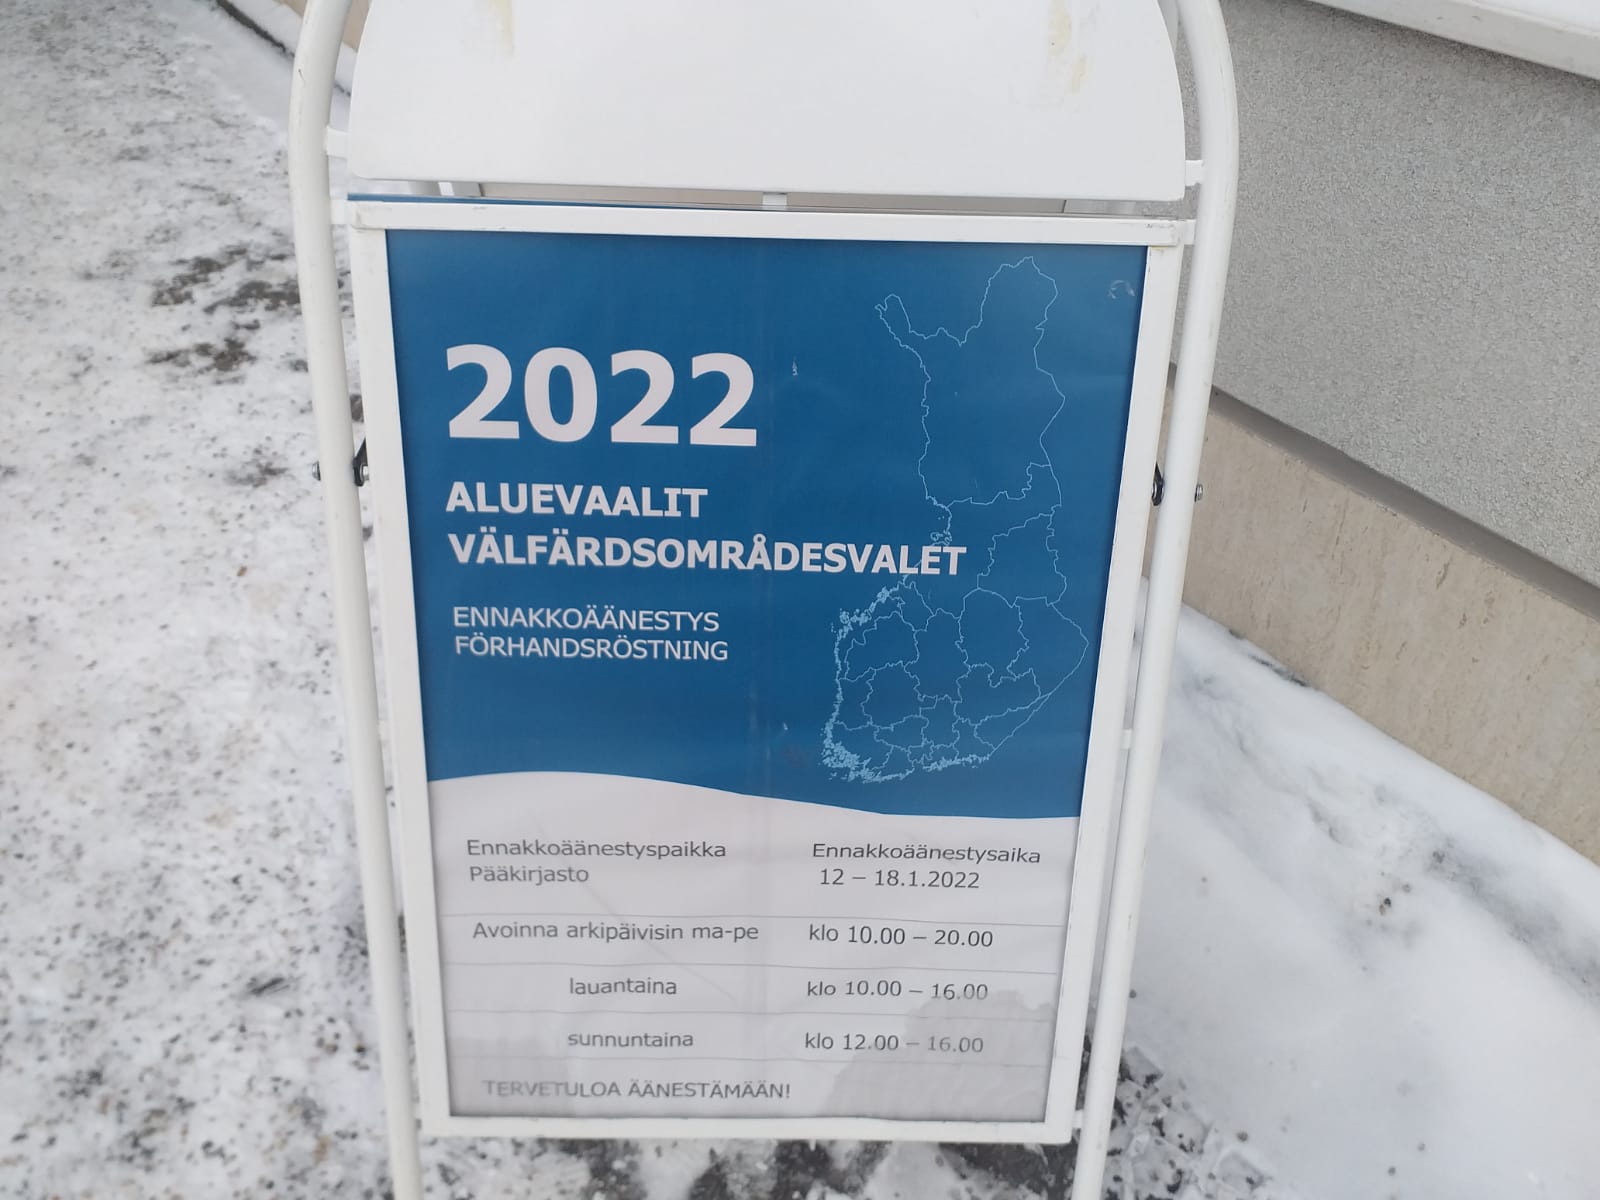 2022
ALUEVAALIT
VÄLFÄRDSOMRÅDESVALET
ENNAKKOÄÄNESTYS
FÖRHANDSRÖSTNING
Ennakkoäänestyspaikka Ennakkoäänestysaika
Pääkirjasto 12 – 18.1.2022
Avoinna arkipäivisin ma-pe klo 10.00 – 20.00
lauantaina klo 10.00 – 16.00
sunnuntaina klo 12.00 – 16.00
TERVETULOA ÄÄNESTÄMÄÄN!